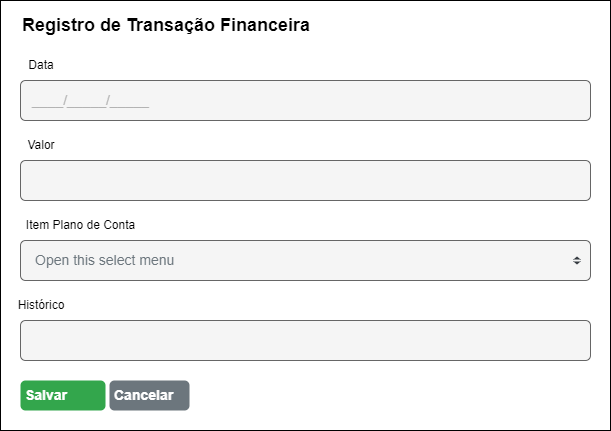 Registro de Transação Financeira
Data
____/_____/_____
Valor
Item Plano de Conta
Open this select menu
Histórico
Salvar Cancelar